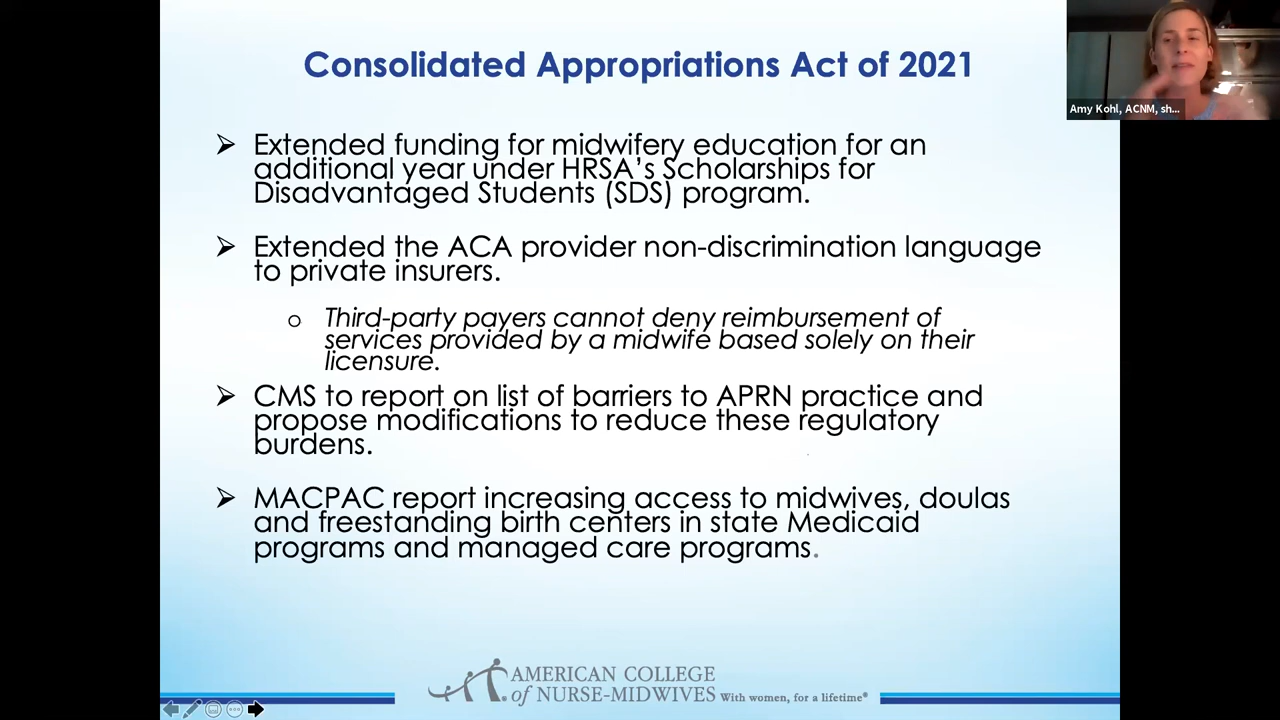 Consolidated Appropriations Act of 2021
Amy Kohl, ACNM, sh...
Extended funding for midwifery education for an
additional year under HRSA's Scholarships for
Disadvantaged Students (SDS) program.
Extended the ACA provider non-discrimination language
to private insurers.
Third-party payers cannot deny reimbursement of
services provided by a midwife based solely on their
licensure.
CMS to report on list of barriers to APRN practice and
propose modifications to reduce these regulatory
burdens.
MACPAC report increasing access to midwives, doulas
and freestanding birth centers in state Medicaid
programs and managed care programs.
AMERICAN COLLEGE
of NURSE-MIDWIVES With women, for a lifetime®